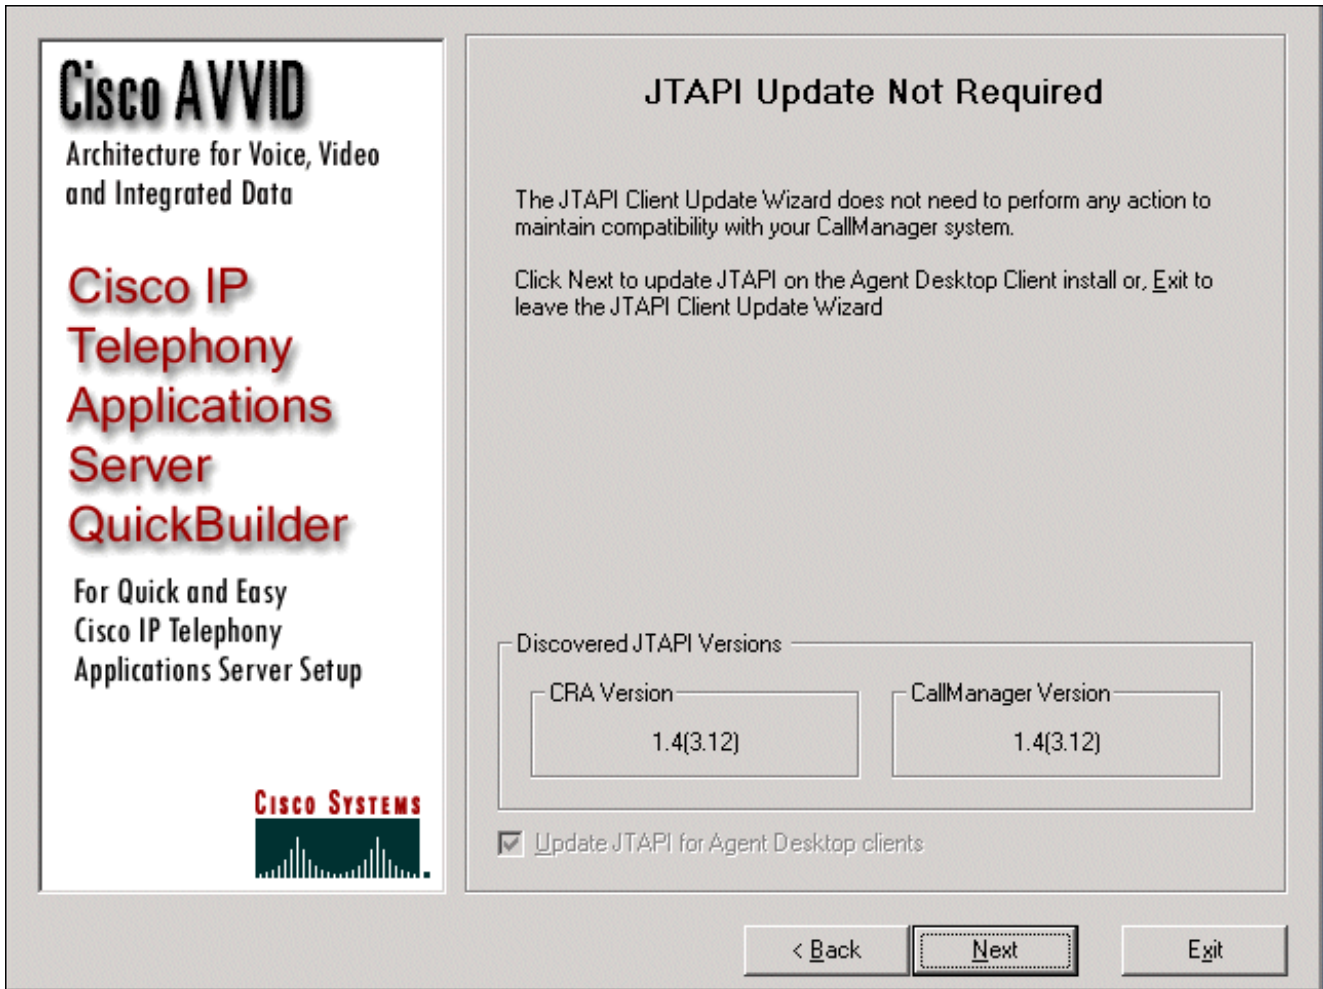 Cisco AVVID
Architecture for Voice, Video
and Integrated Data
Cisco IP
Telephony
Applications
Server
QuickBuilder
For Quick and Easy
Cisco IP Telephony
Applications Server Setup
CISCO SYSTEMS
JTAPI Update Not Required
The JTAPI Client Update Wizard does not need to perform any action to
maintain compatibility with your CallManager system.
Click Next to update JTAPI on the Agent Desktop Client install or, Exit to
leave the JTAPI Client Update Wizard
Discovered JTAPI Versions
CRA Version
1.4(3.12)
CallManager Version
1.4(3.12)
Update JTAPI for Agent Desktop clients
< Back
Next
Exit